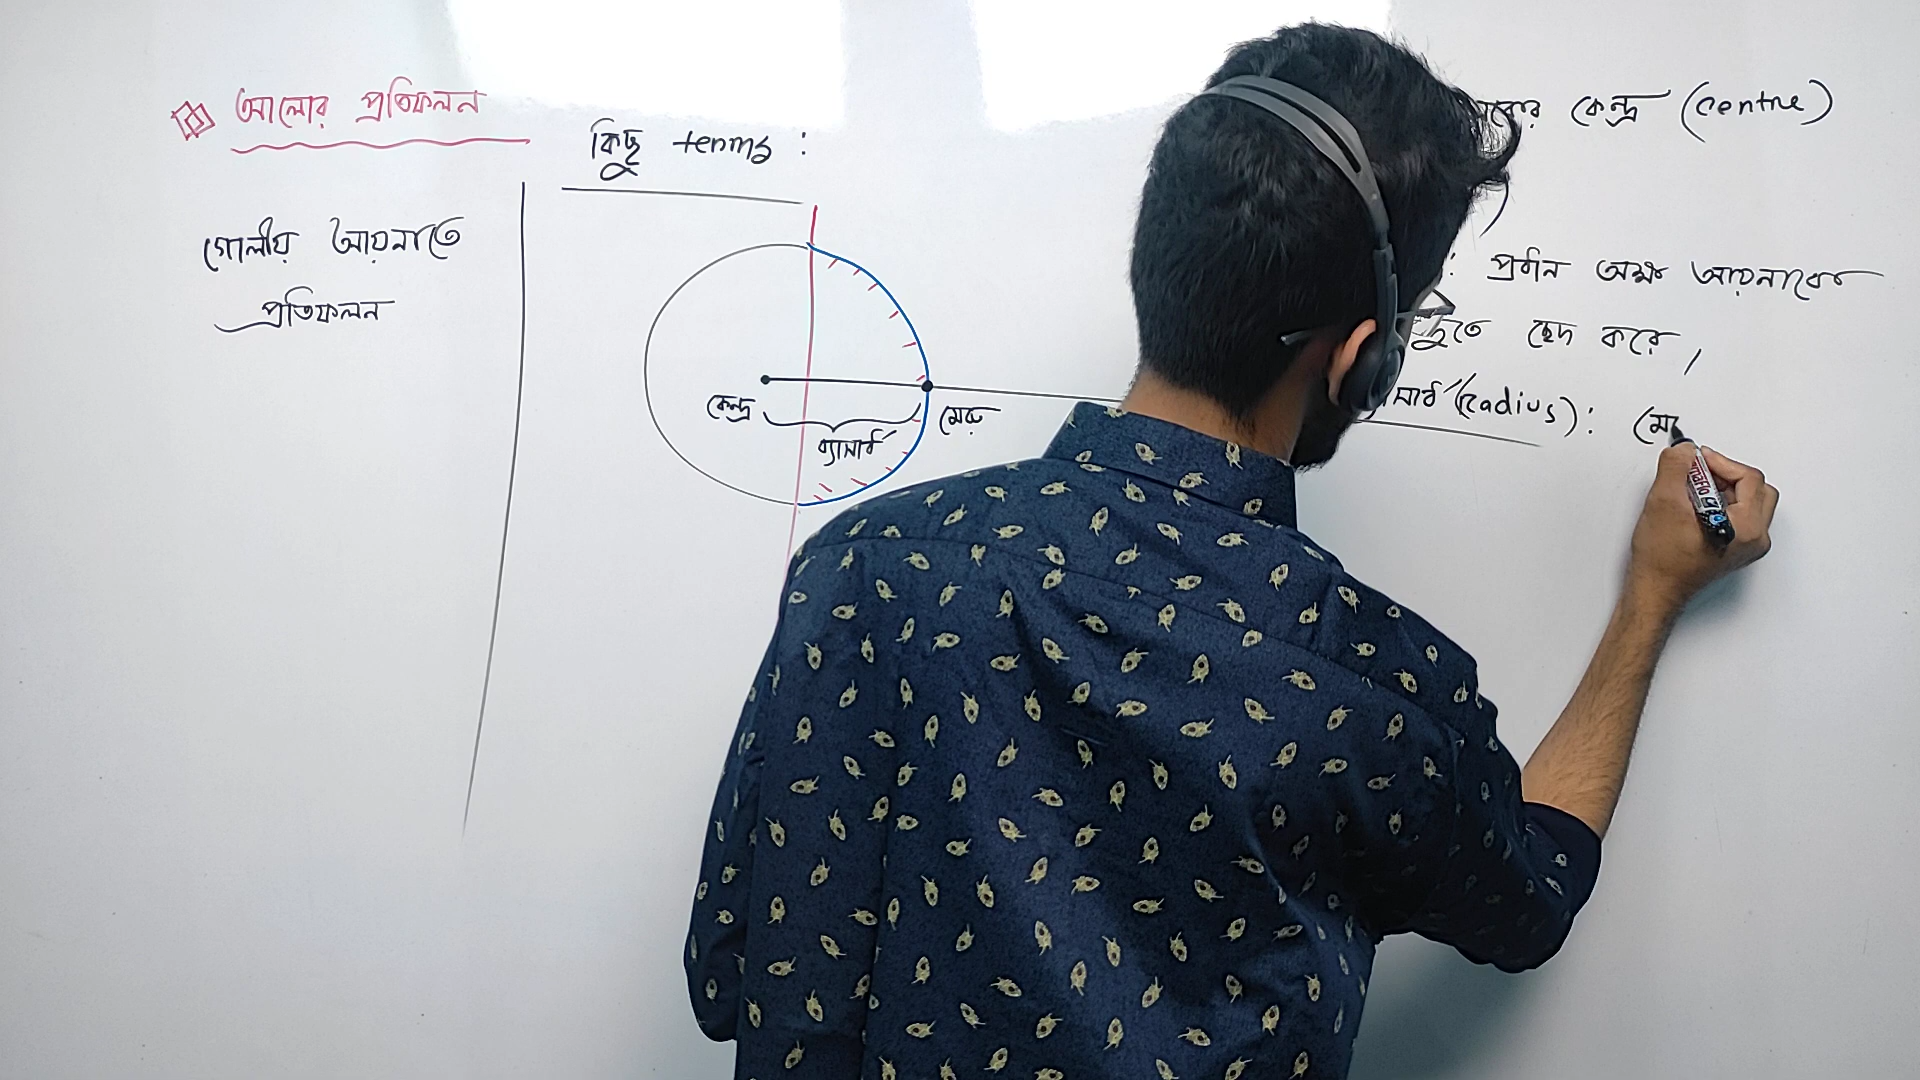 আলোর প্রতিফলন
গোলীয় আয়নাতে
প্রতিফলন
কিছু terms :
কেন্দ্র
ব্যাসার্ধ
মেরু
কেন্দ্র (centre)
)
: প্রধান অক্ষ আয়নাকে
ছেদ করে,
(radius): মে